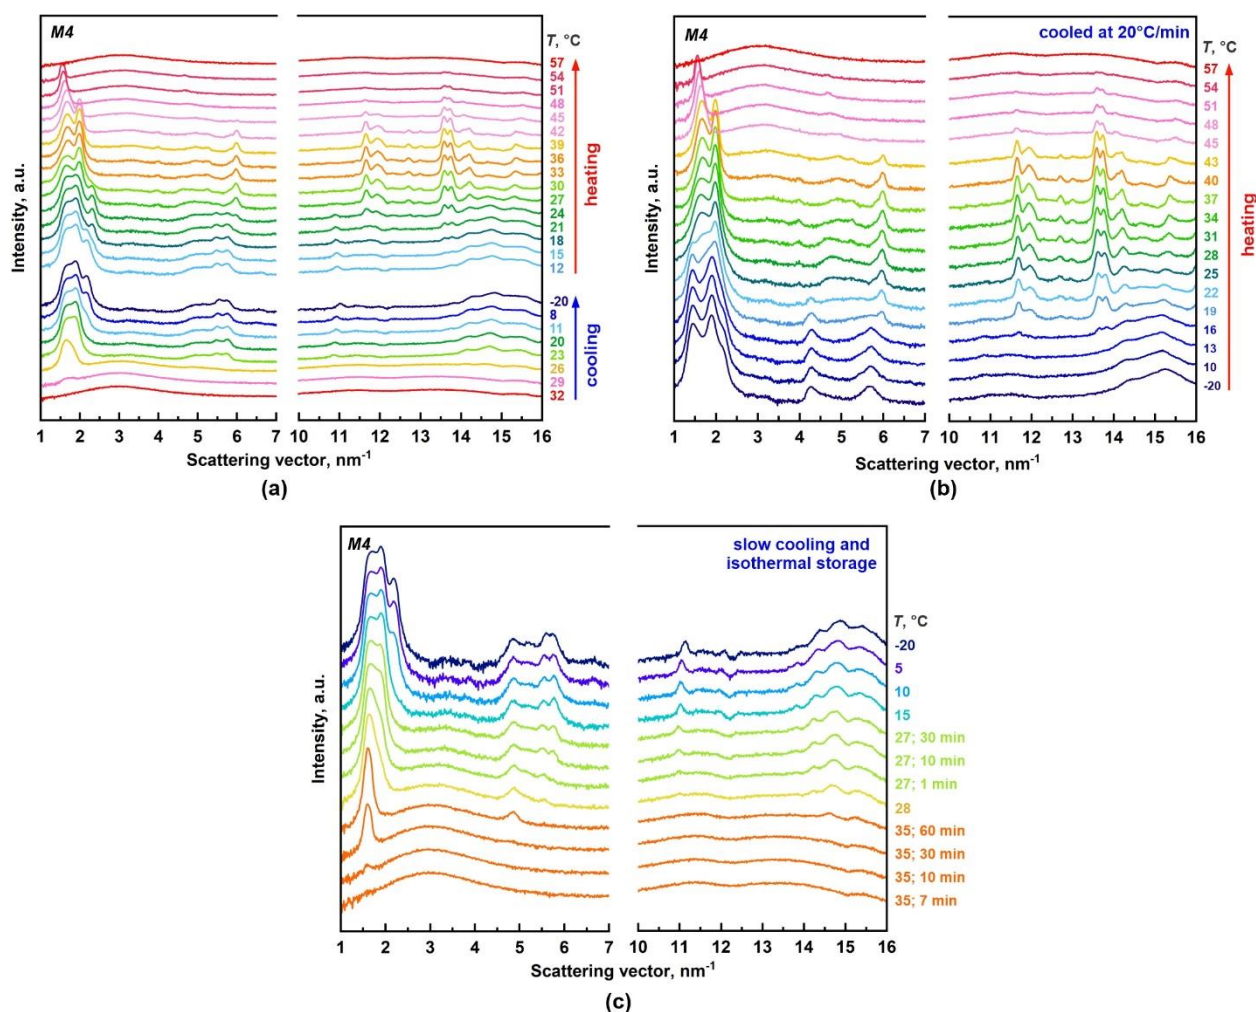 M4
T, °C
57
54
51
48
45
42
39
36
33
30
27
24
21
18
15
12
-20
8
11
20
23
26
29
32
heating
cooling
Intensity, a.u.
1 2 3 4 5 6 7 10 11 12 13 14 15 16
Scattering vector, nm⁻¹
(a)
M4
cooled at 20°C/min
T, °C
57
54
51
48
45
43
40
37
34
31
28
25
22
19
16
13
10
-20
heating
Intensity, a.u.
1 2 3 4 5 6 7 10 11 12 13 14 15 16
Scattering vector, nm⁻¹
(b)
M4
slow cooling and
isothermal storage
T, °C
-20
5
10
15
27; 30 min
27; 10 min
27; 1 min
28
35; 60 min
35; 30 min
35; 10 min
35; 7 min
Intensity, a.u.
1 2 3 4 5 6 7 10 11 12 13 14 15 16
Scattering vector, nm⁻¹
(c)